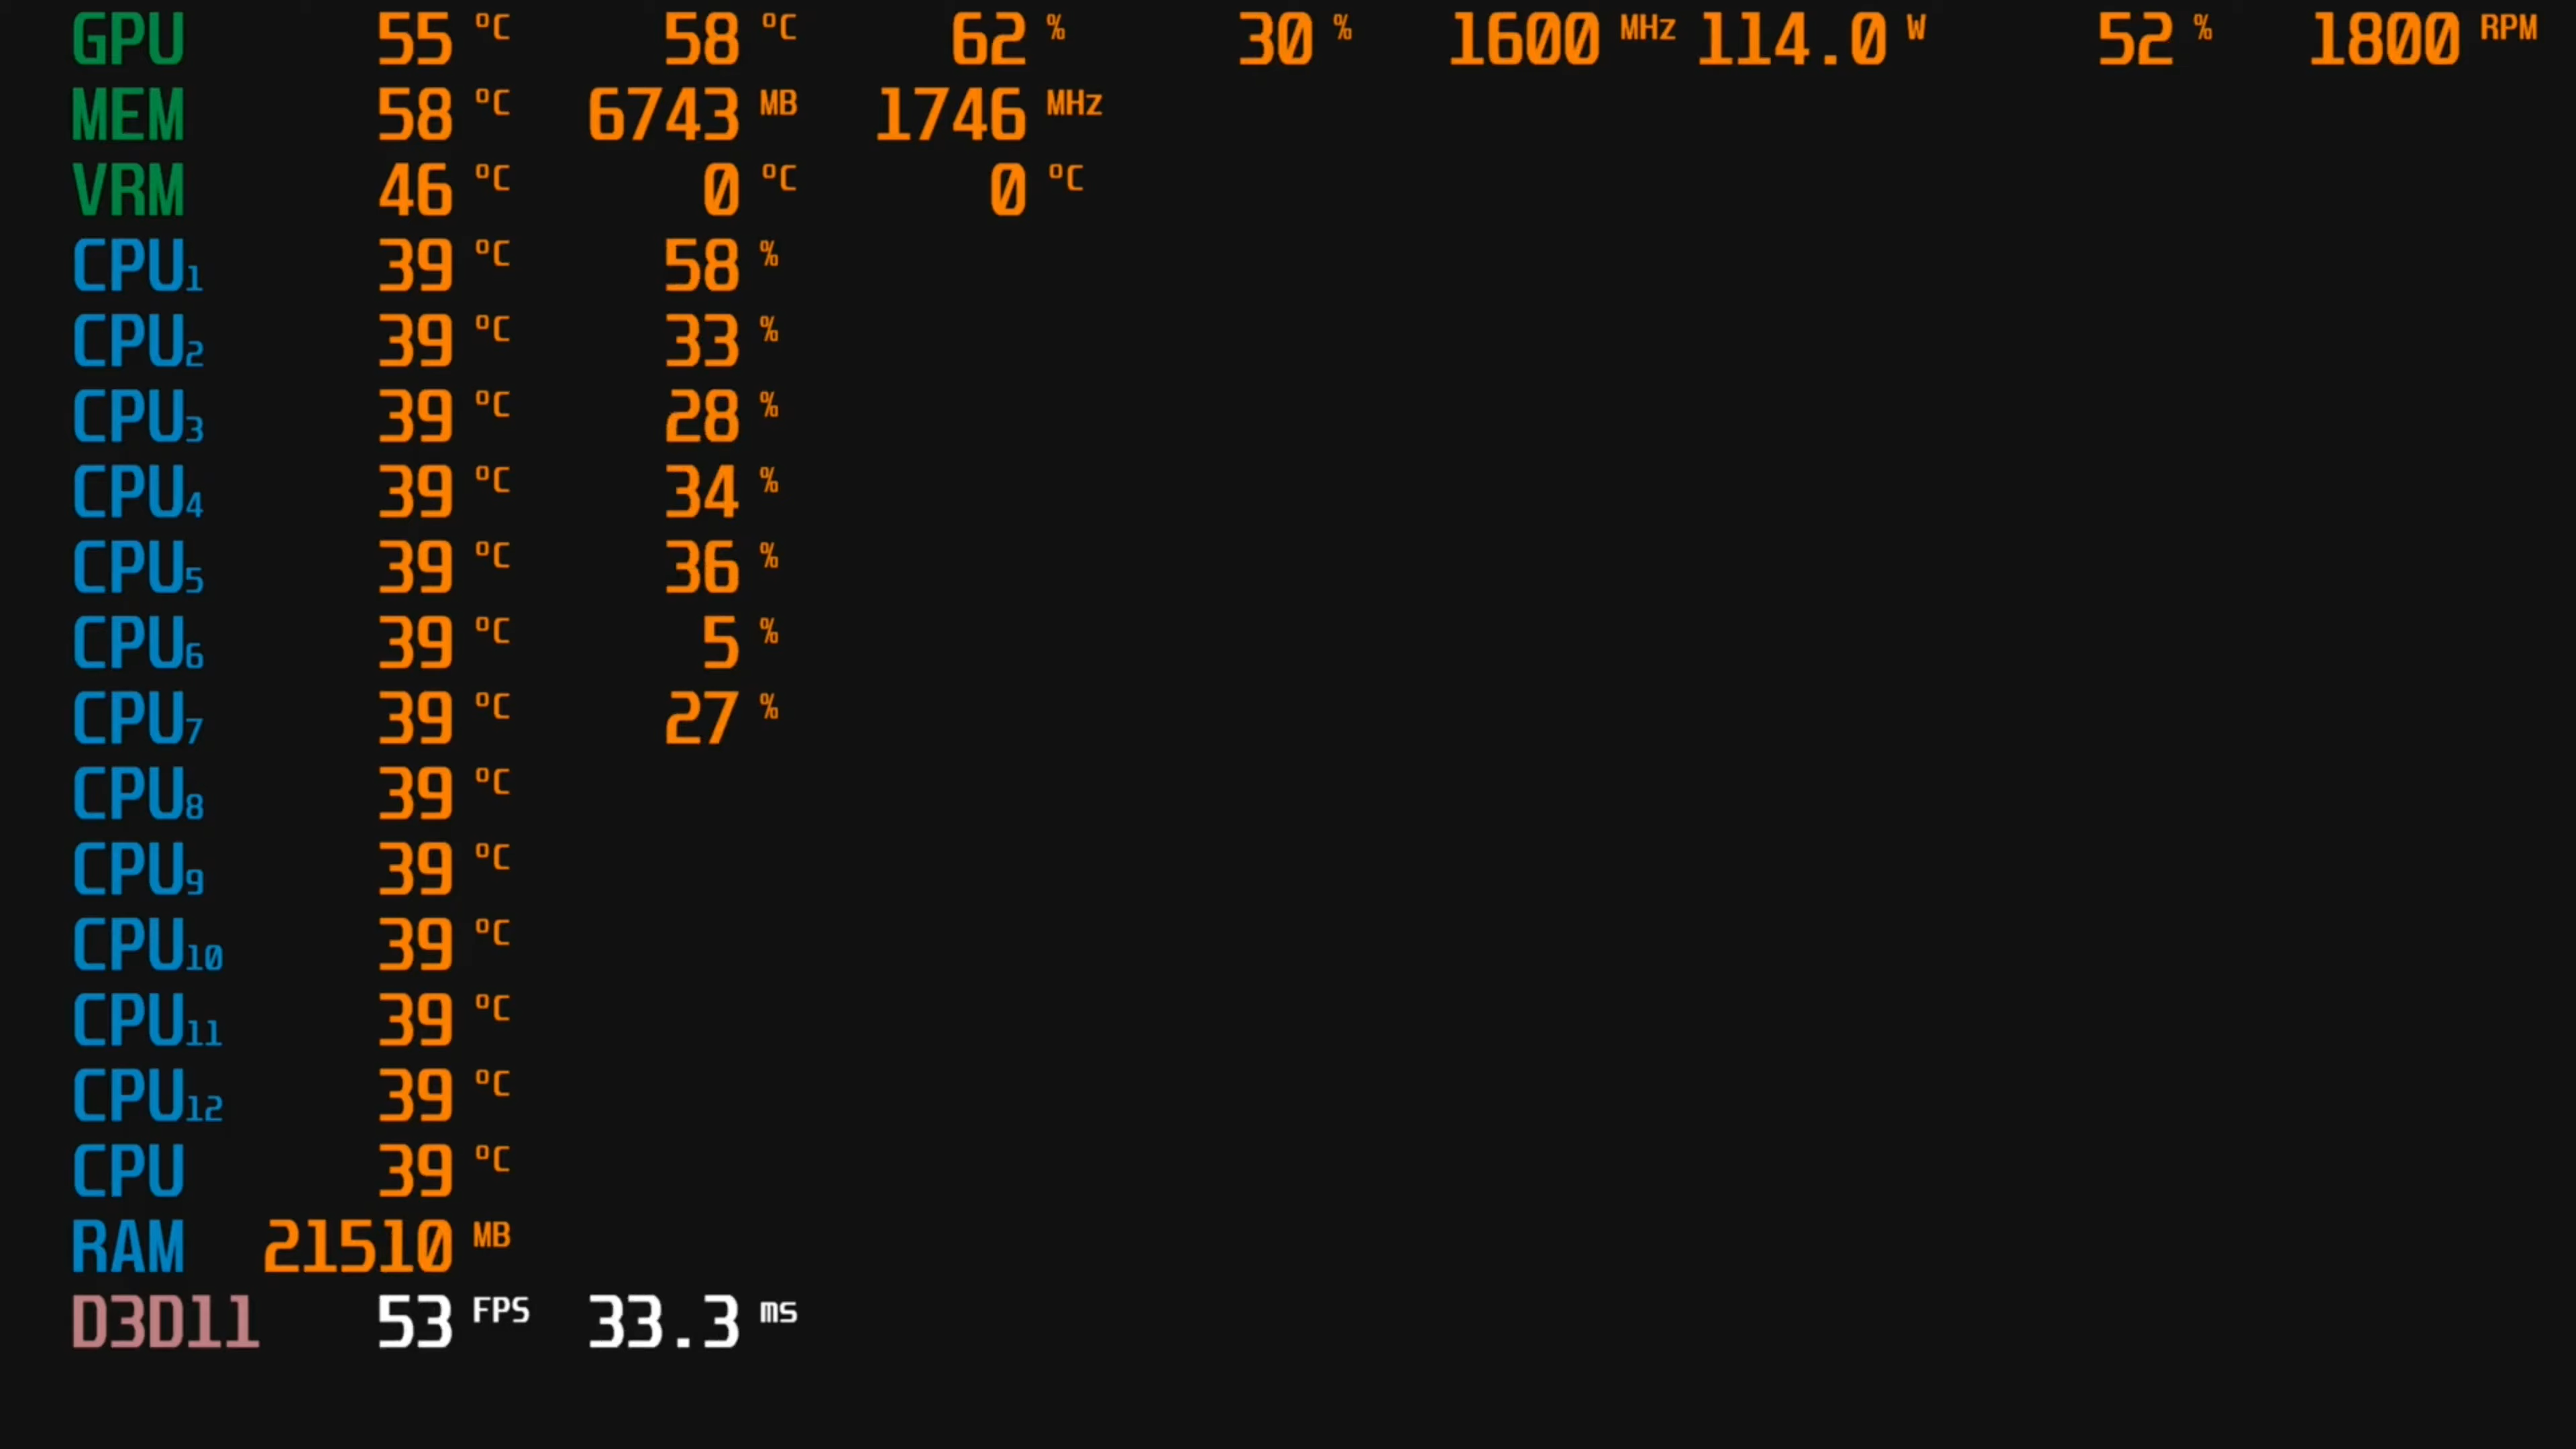 GPU 55 °C 58 °C 62 % 30 % 1600 MHz 114.0 W 52 % 1800 RPM
MEM 58 °C 6743 MB 1746 MHz
VRM 46 °C 0 °C 0 °C
CPU1 39 °C 58 %
CPU2 39 °C 33 %
CPU3 39 °C 28 %
CPU4 39 °C 34 %
CPU5 39 °C 36 %
CPU6 39 °C 5 %
CPU7 39 °C 27 %
CPU8 39 °C
CPU9 39 °C
CPU10 39 °C
CPU11 39 °C
CPU12 39 °C
CPU 39 °C
RAM 21510 MB
D3D11 53 FPS 33.3 ms